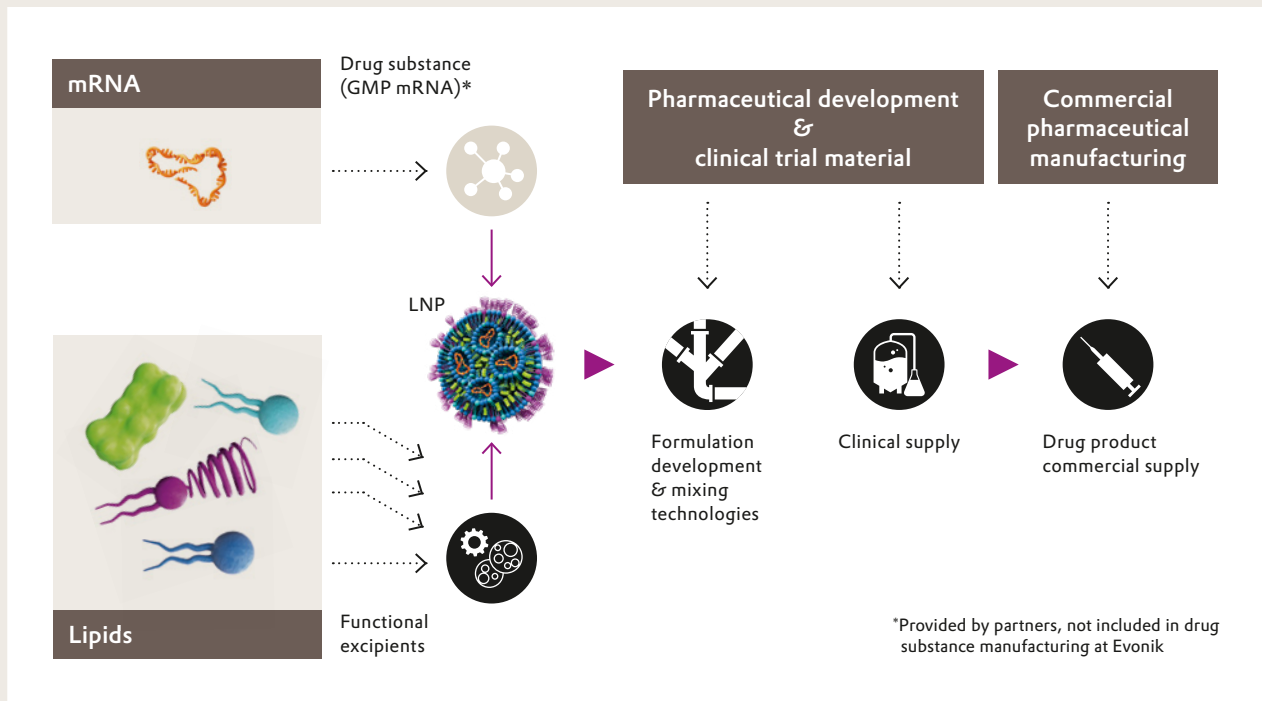 mRNA
Drug substance
(GMP mRNA)*
Pharmaceutical development
&
clinical trial material
Commercial
pharmaceutical
manufacturing
LNP
Formulation
development
& mixing
technologies
Clinical supply
Drug product
commercial supply
Lipids
Functional
excipients
*Provided by partners, not included in drug
substance manufacturing at Evonik